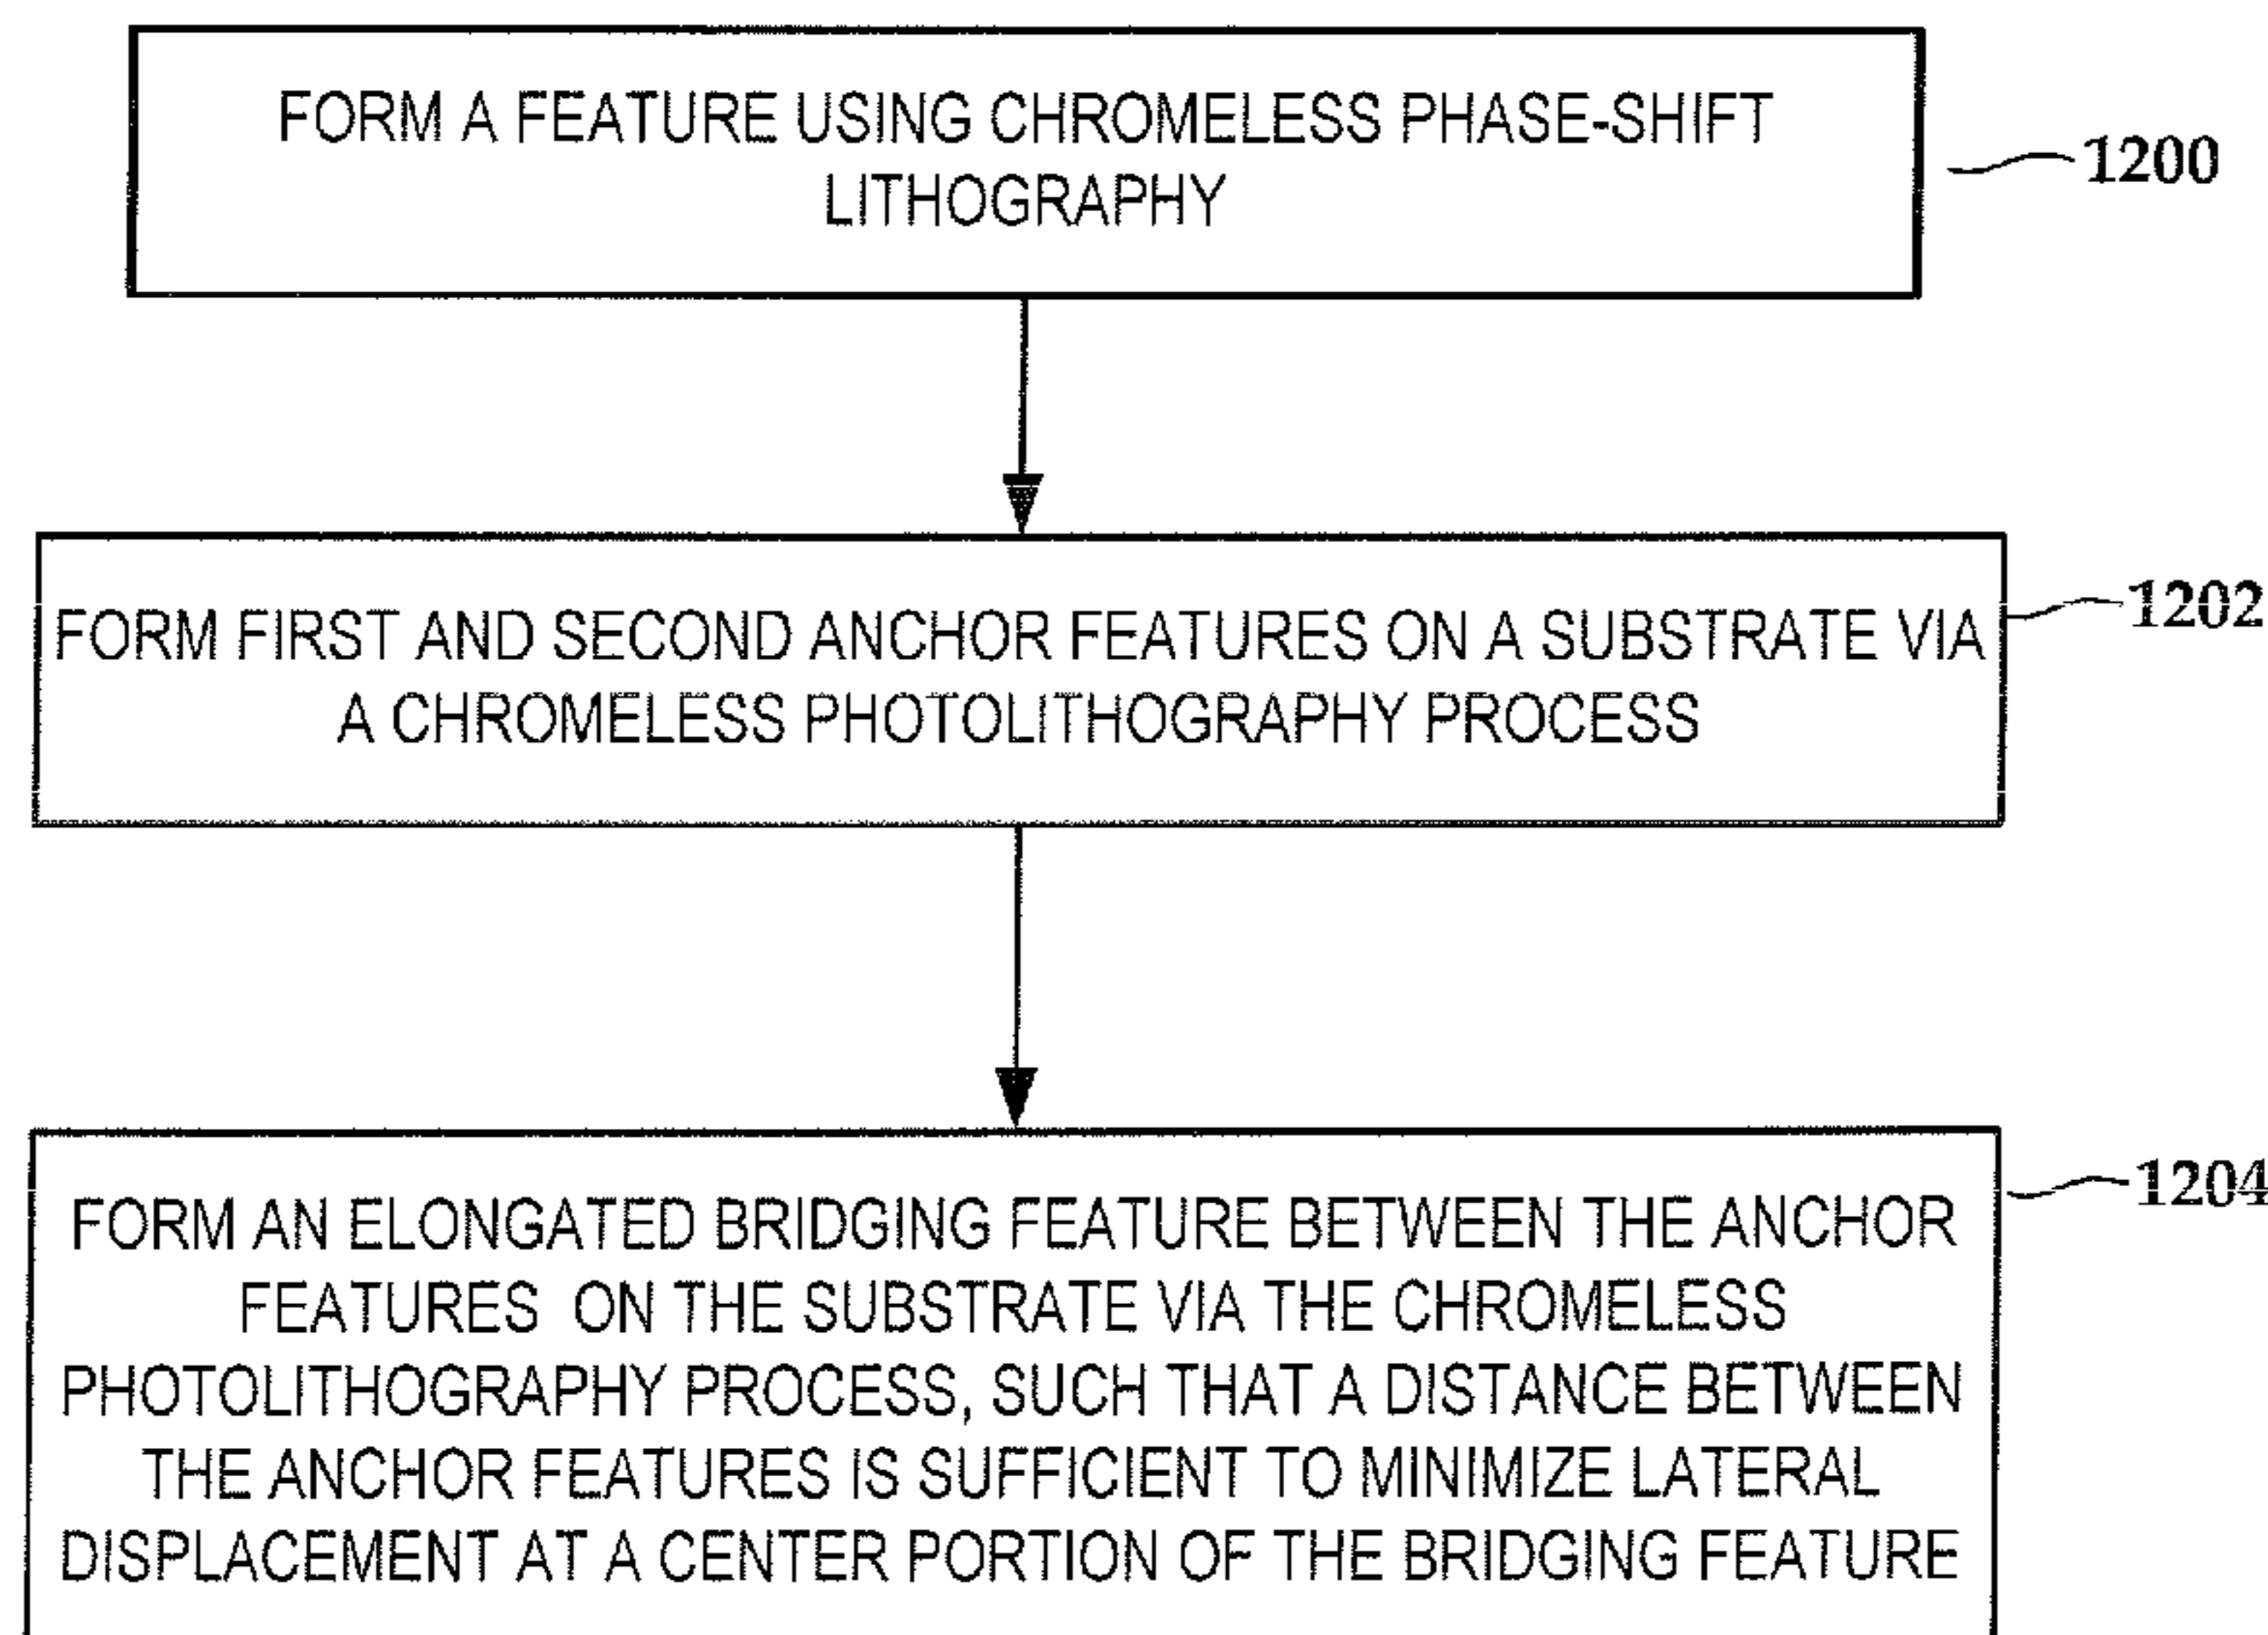 FORM A FEATURE USING CHROMELESS PHASE-SHIFT
LITHOGRAPHY
1200
FORM FIRST AND SECOND ANCHOR FEATURES ON A SUBSTRATE VIA
A CHROMELESS PHOTOLITHOGRAPHY PROCESS
1202
FORM AN ELONGATED BRIDGING FEATURE BETWEEN THE ANCHOR
FEATURES ON THE SUBSTRATE VIA THE CHROMELESS
PHOTOLITHOGRAPHY PROCESS, SUCH THAT A DISTANCE BETWEEN
THE ANCHOR FEATURES IS SUFFICIENT TO MINIMIZE LATERAL
DISPLACEMENT AT A CENTER PORTION OF THE BRIDGING FEATURE
1204